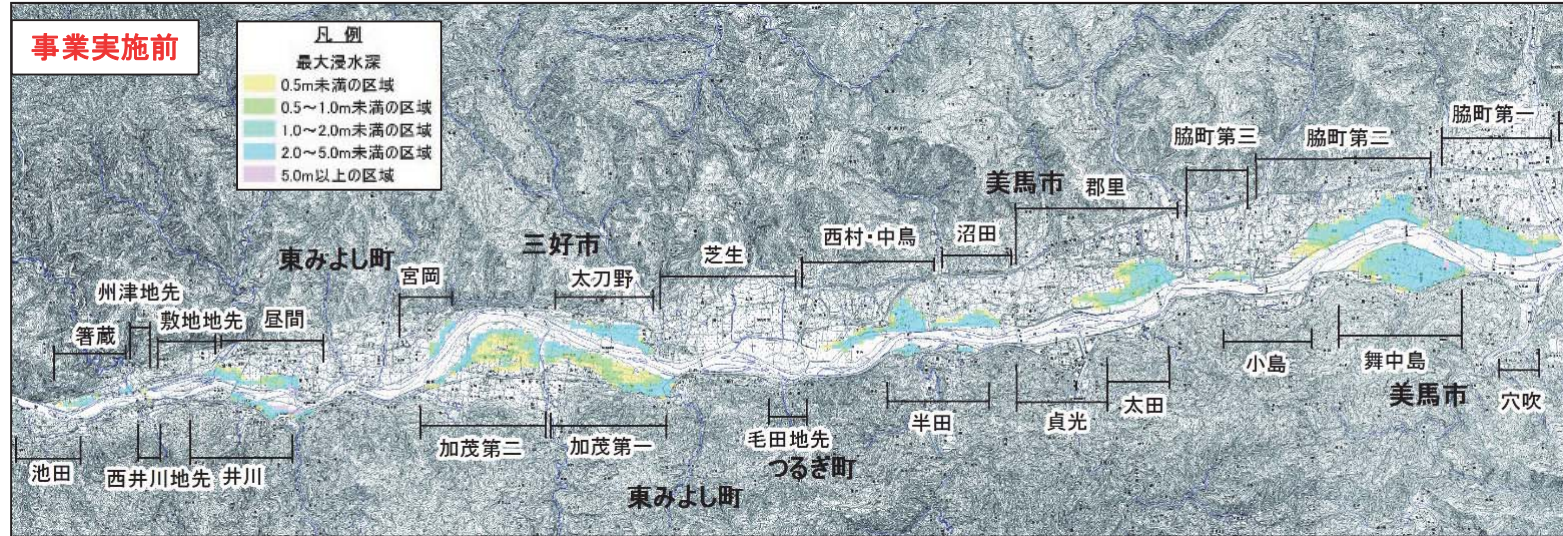 事業実施前
凡 例
最大浸水深
0.5m未満の区域
0.5～1.0m未満の区域
1.0～2.0m未満の区域
2.0～5.0m未満の区域
5.0m以上の区域
脇町第一
脇町第二
脇町第三
美馬市
郡里
沼田
西村・中鳥
芝生
三好市
太刀野
東みよし町
宮岡
州津地先
敷地地先
昼間
箸蔵
池田
西井川地先
井川
加茂第二
加茂第一
東みよし町
毛田地先
つるぎ町
半田
貞光
太田
小島
舞中島
美馬市
穴吹